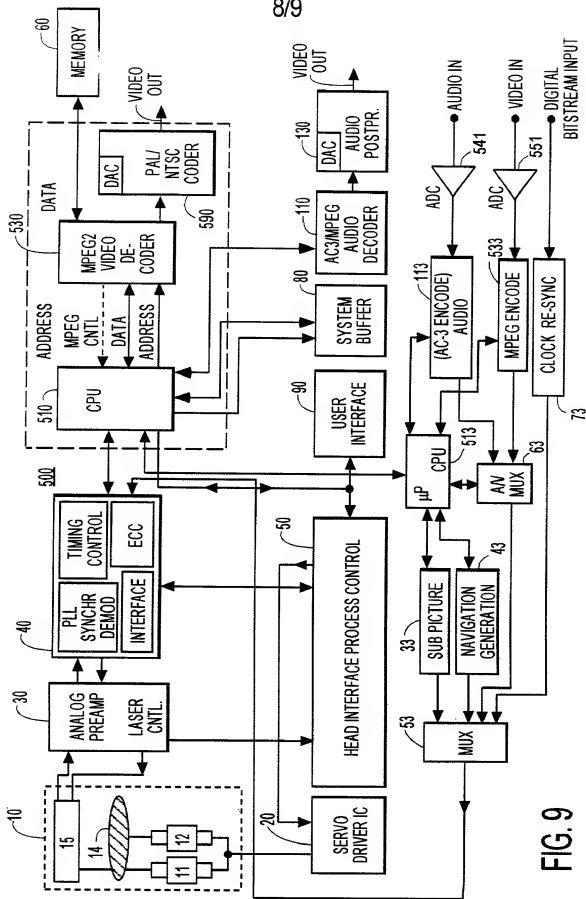 8/9
10
15
14
11
12
30
ANALOG
PREAMP
LASER
CNTL.
40
500
PLL
SYNCHR
DEMOD
TIMING
CONTROL
INTERFACE
ECC
510
CPU
ADDRESS
MPEG
CNTL
DATA
ADDRESS
530
MPEG2
VIDEO
DE-
CODER
DATA
60
MEMORY
DAC
PAL/
NTSC
CODER
590
VIDEO
OUT
20
SERVO
DRIVER IC
50
HEAD INTERFACE PROCESS CONTROL
90
USER
INTERFACE
80
SYSTEM
BUFFER
110
AC3/MPEG
AUDIO
DECODER
130
DAC
AUDIO
POSTPR.
VIDEO
OUT
53
MUX
33
SUB PICTURE
NAVIGATION
GENERATION
43
µP
CPU
513
A/V
MUX
63
113
(AC-3 ENCODE)
AUDIO
533
MPEG ENCODE
CLOCK RE-SYNC
73
ADC
541
ADC
551
AUDIO IN
VIDEO IN
DIGITAL
BITSTREAM INPUT
FIG. 9